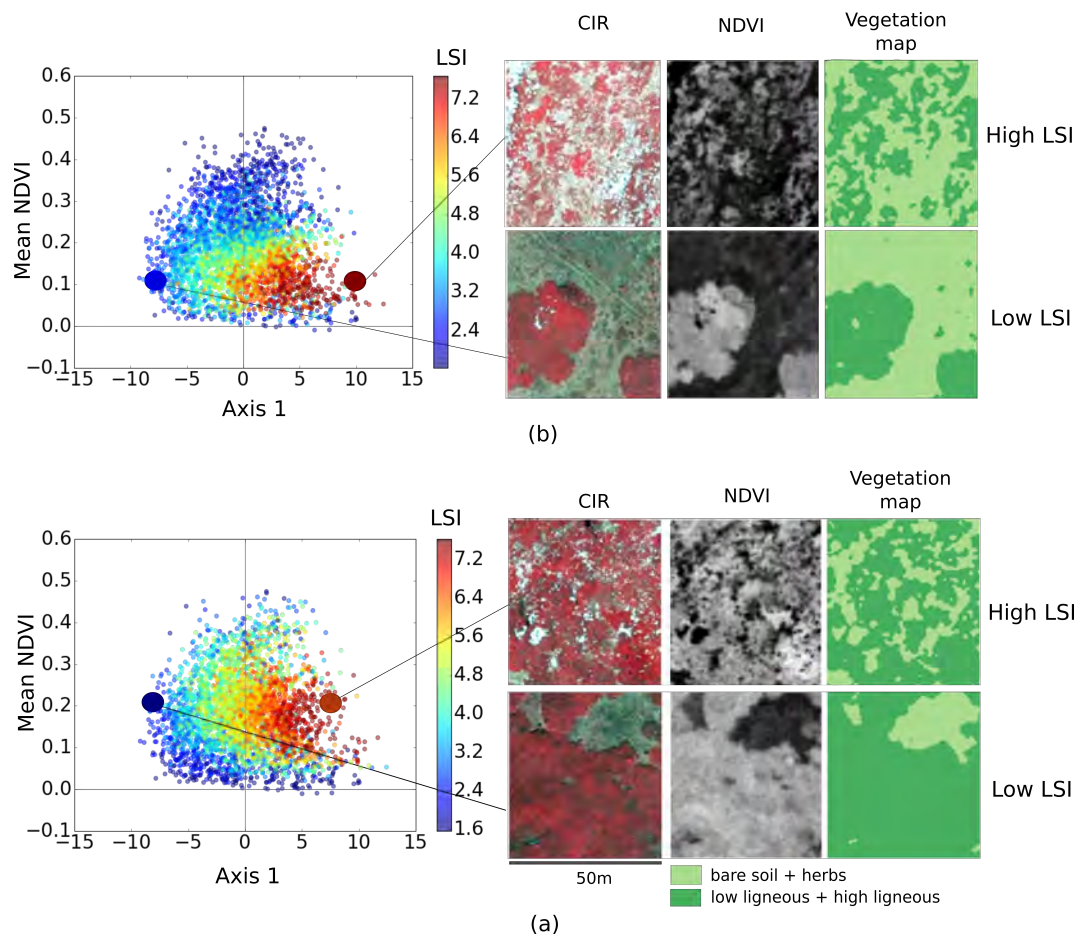 CIR NDVI Vegetation map
LSI
0.6
0.5
0.4
0.3
0.2
0.1
0.0
−0.1
Mean NDVI
−15 −10 −5 0 5 10 15
Axis 1
7.2
6.4
5.6
4.8
4.0
3.2
2.4
High LSI
Low LSI
(b)
CIR NDVI Vegetation map
LSI
0.6
0.5
0.4
0.3
0.2
0.1
0.0
−0.1
Mean NDVI
−15 −10 −5 0 5 10 15
Axis 1
7.2
6.4
5.6
4.8
4.0
3.2
2.4
1.6
High LSI
Low LSI
50m
bare soil + herbs
low ligneous + high ligneous
(a)